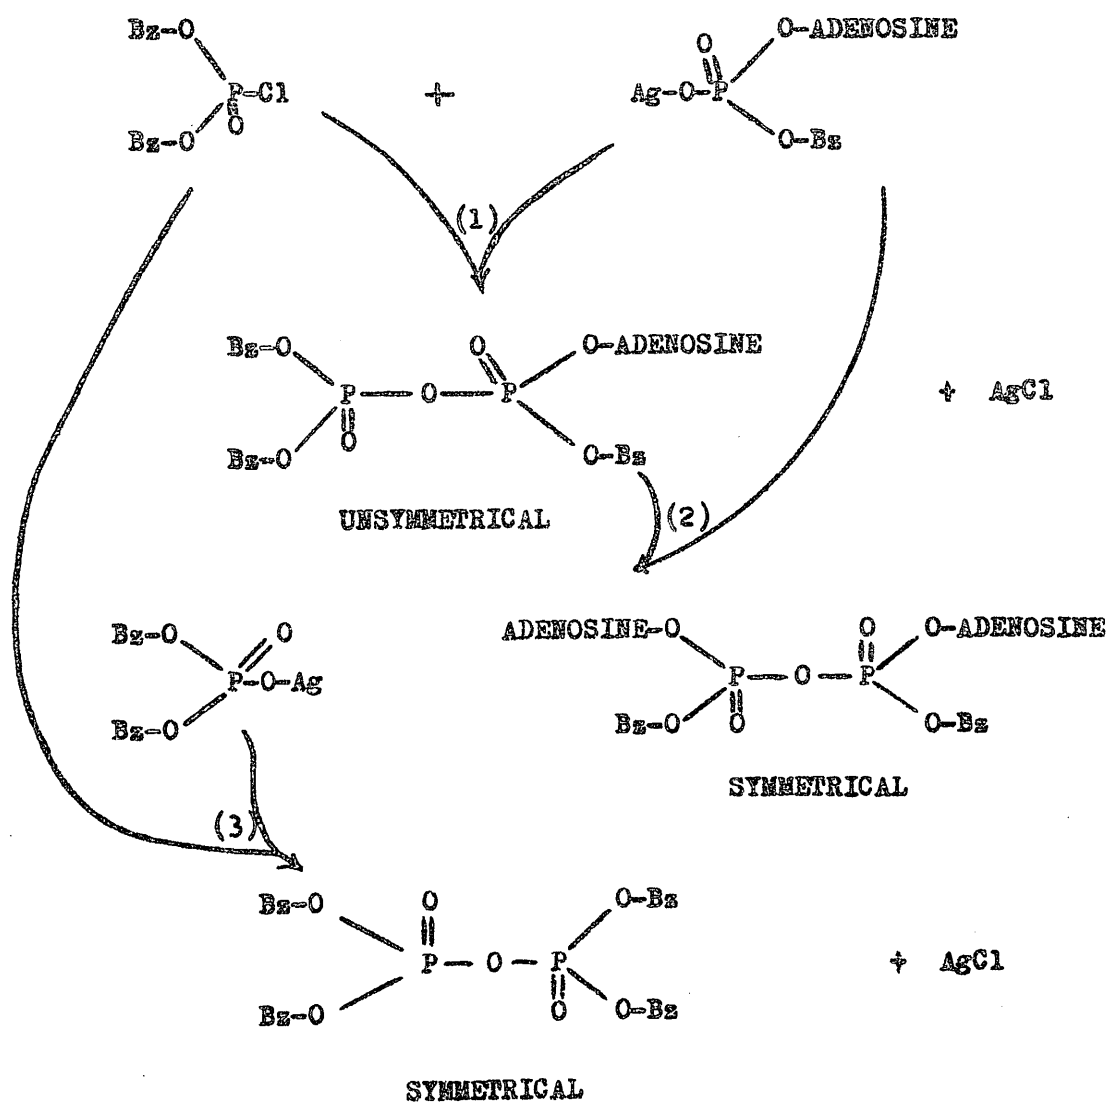 Bz-O O O-ADENOSINE
P-Cl + Ag-O-P
Bz-O O O-Bz
(1)
Bz-O O O-ADENOSINE
P O P + AgCl
Bz-O O O-Bz
UNSYMMETRICAL (2)
Bz-O O ADENOSINE-O O O-ADENOSINE
P-O-Ag P-O-P
Bz-O Bz-O O O-Bz
SYMMETRICAL
(3)
Bz-O O O-Bz
P-O-P + AgCl
Bz-O O O-Bz
SYMMETRICAL